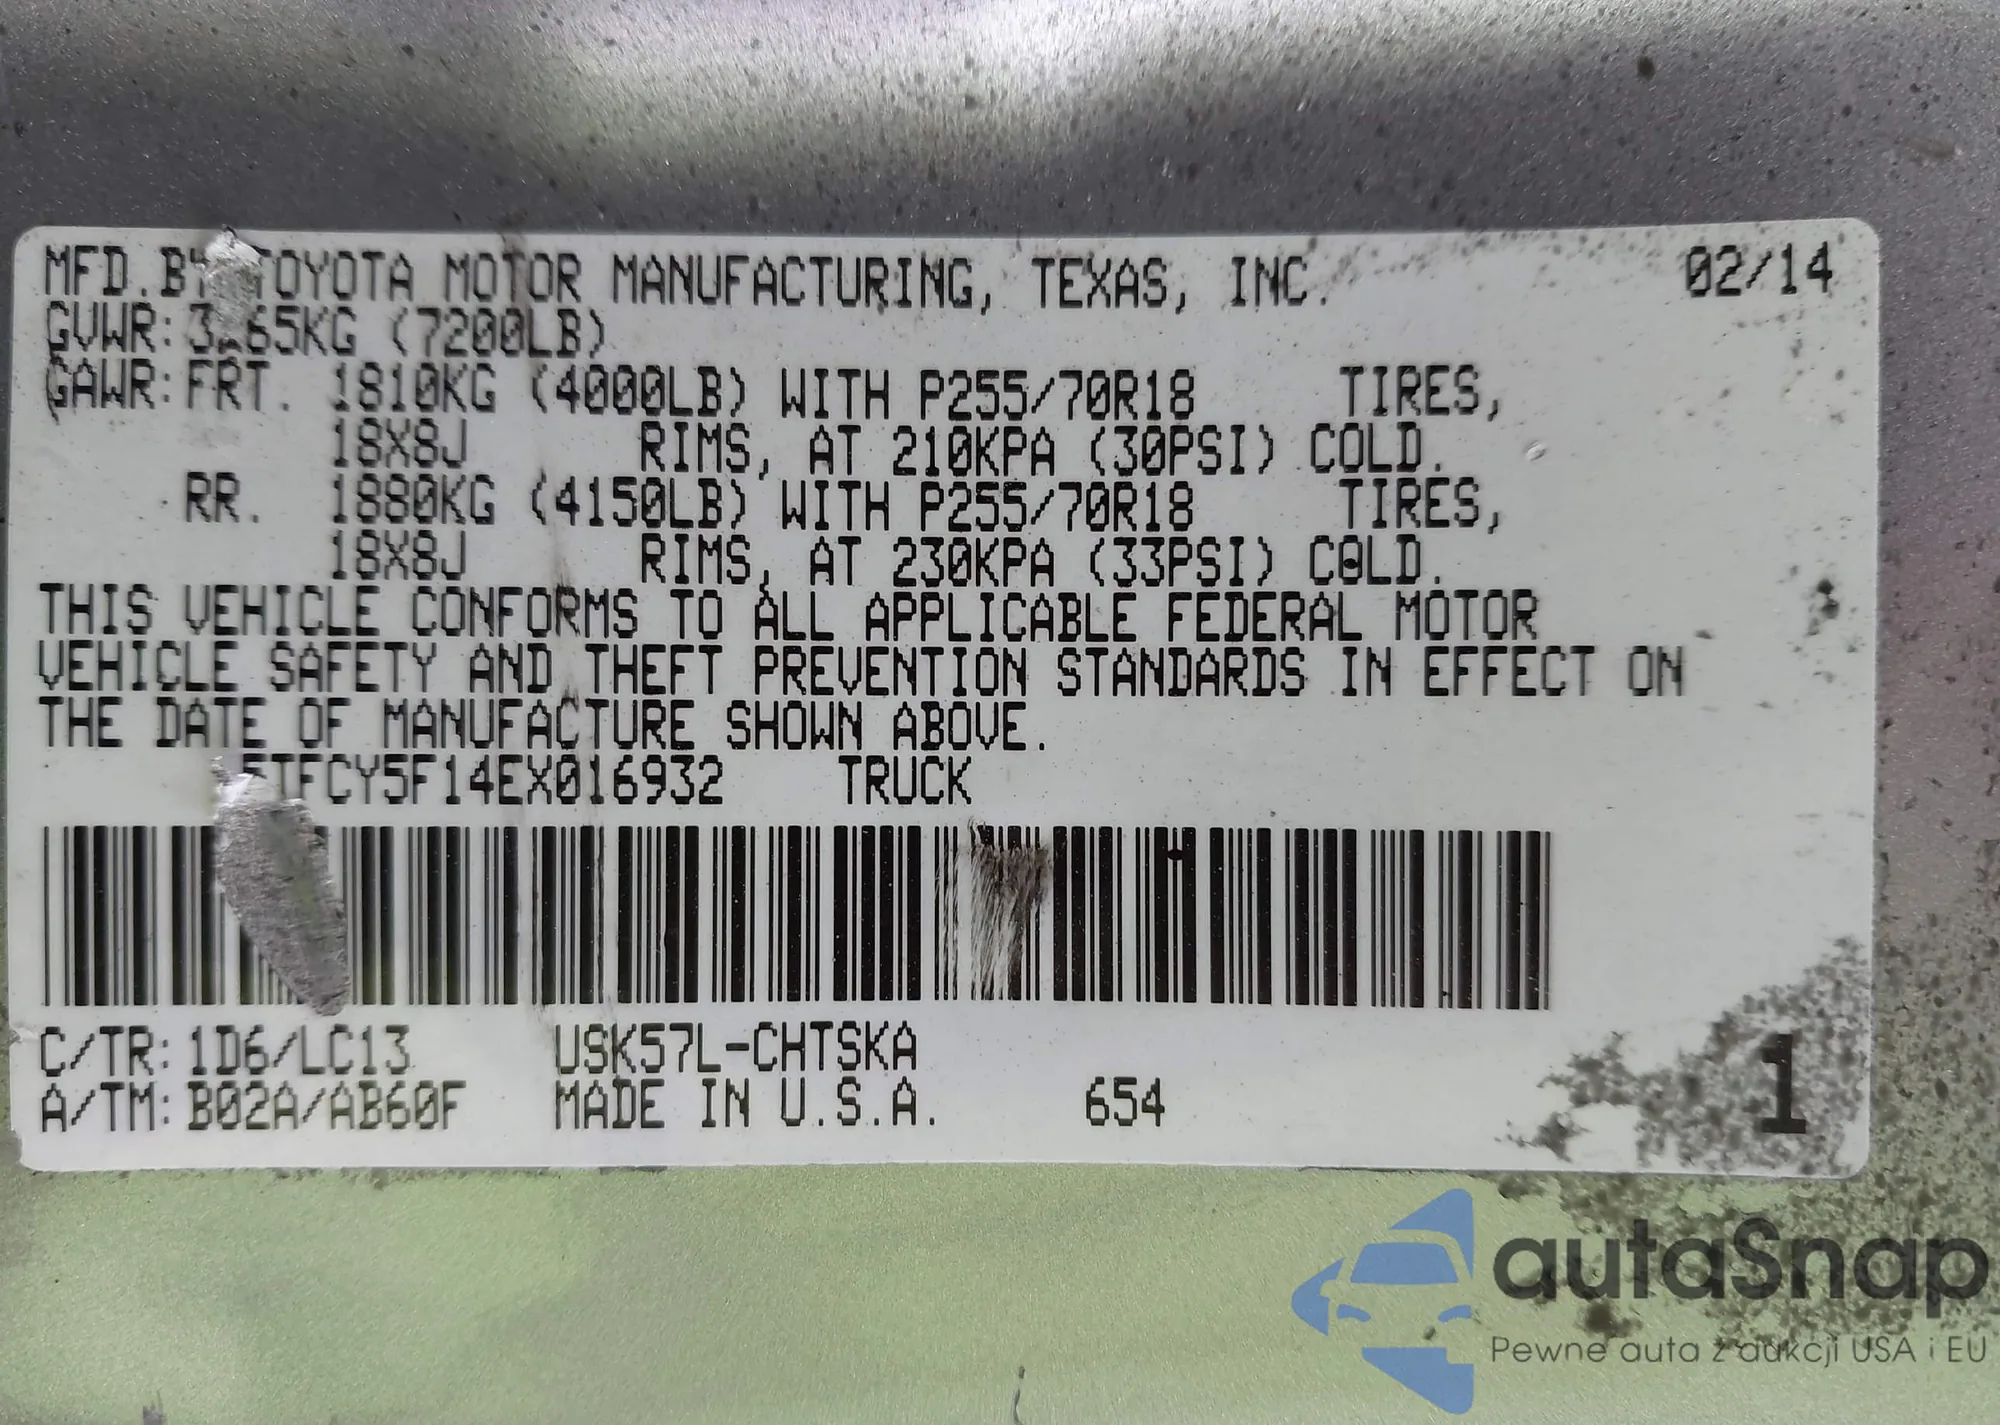 MFD. BY TOYOTA MOTOR MANUFACTURING, TEXAS, INC. 02/14
GVWR: (7200LB)
GAWR: FRT. 1810KG (4000LB) WITH P255/70R18 TIRES,
18X8J RIMS, AT 210KPA (30PSI) COLD.
RR. 1880KG (4150LB) WITH P255/70R18 TIRES,
18X8J RIMS, AT 230KPA (33PSI) COLD.
THIS VEHICLE CONFORMS TO ALL APPLICABLE FEDERAL MOTOR
VEHICLE SAFETY AND THEFT PREVENTION STANDARDS IN EFFECT ON
THE DATE OF MANUFACTURE SHOWN ABOVE.
5TFCY5F14EX016932 TRUCK
C/TR: 1D6/LC13 USK57L-CHTSKA
A/TM: B02A/AB60F MADE IN U.S.A. 654
1
autaSnap
Pewne auta z aukcji USA i EU